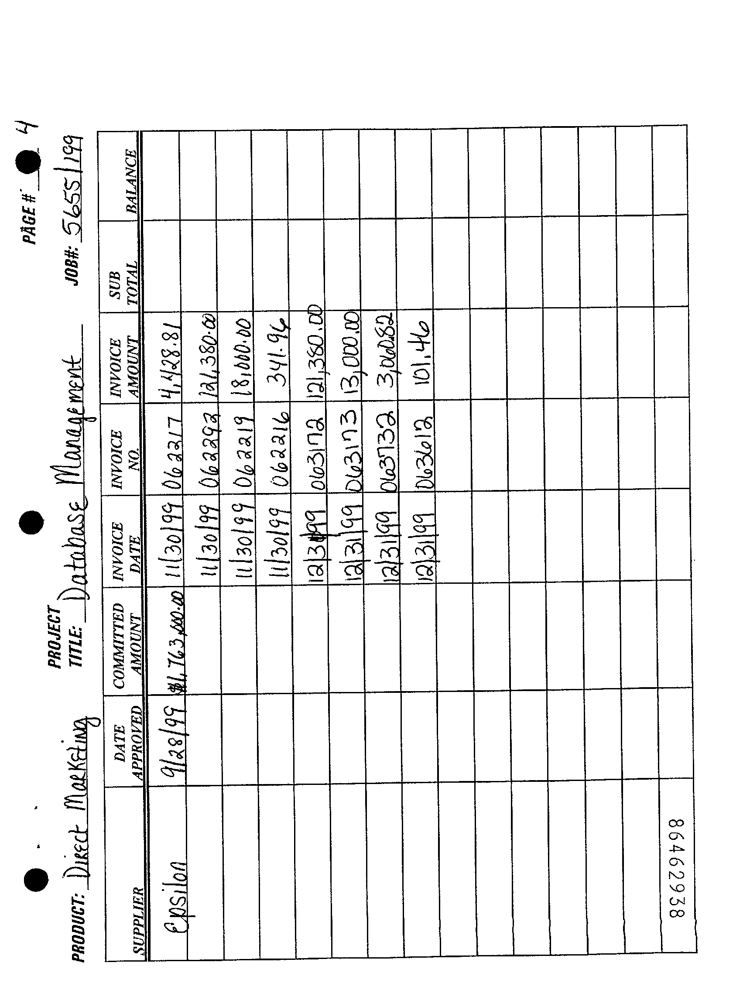 PAGE # 4
PRODUCT: Direct Marketing PROJECT TITLE: Database Management JOB#: 5655/199
SUPPLIER DATE APPROVED COMMITTED AMOUNT INVOICE DATE INVOICE NO. INVOICE AMOUNT SUB TOTAL BALANCE
Epsilon 9/28/99 $1,763,000.00 11/30/99 062217 4,428.81
11/30/99 062292 121,380.00
11/30/99 062219 18,000.00
11/30/99 062216 341.96
12/31/99 063172 121,380.00
12/31/99 063173 13,000.00
12/31/99 063732 3,060.82
12/31/99 063612 101.46
86462938